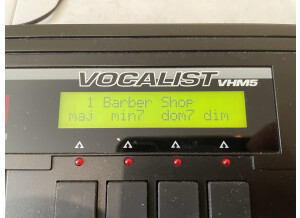 VOCALIST VHM5
1 Barber Shop
maj min7 dom7 dim